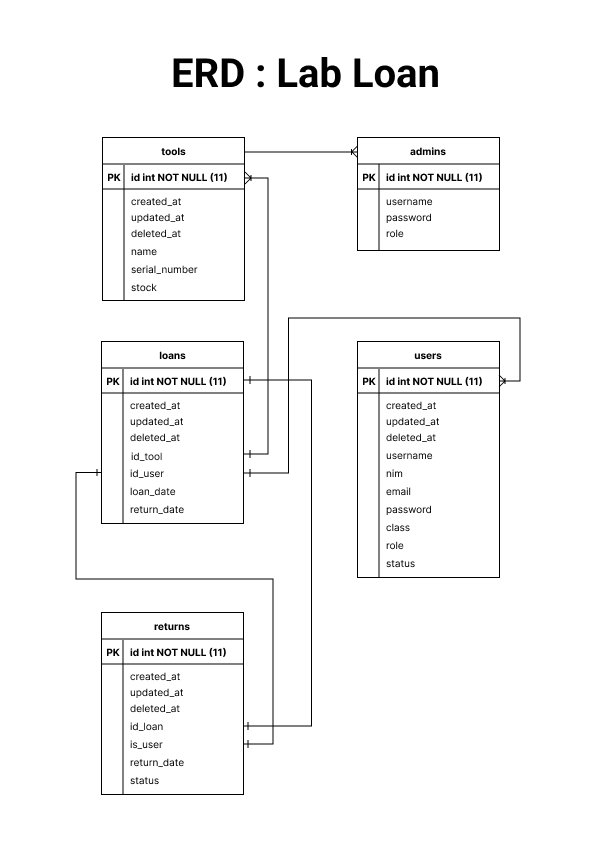 ERD : Lab Loan
tools
PK id int NOT NULL (11)
created_at
updated_at
deleted_at
name
serial_number
stock
admins
PK id int NOT NULL (11)
username
password
role
loans
PK id int NOT NULL (11)
created_at
updated_at
deleted_at
id_tool
id_user
loan_date
return_date
users
PK id int NOT NULL (11)
created_at
updated_at
deleted_at
username
nim
email
password
class
role
status
returns
PK id int NOT NULL (11)
created_at
updated_at
deleted_at
id_loan
is_user
return_date
status